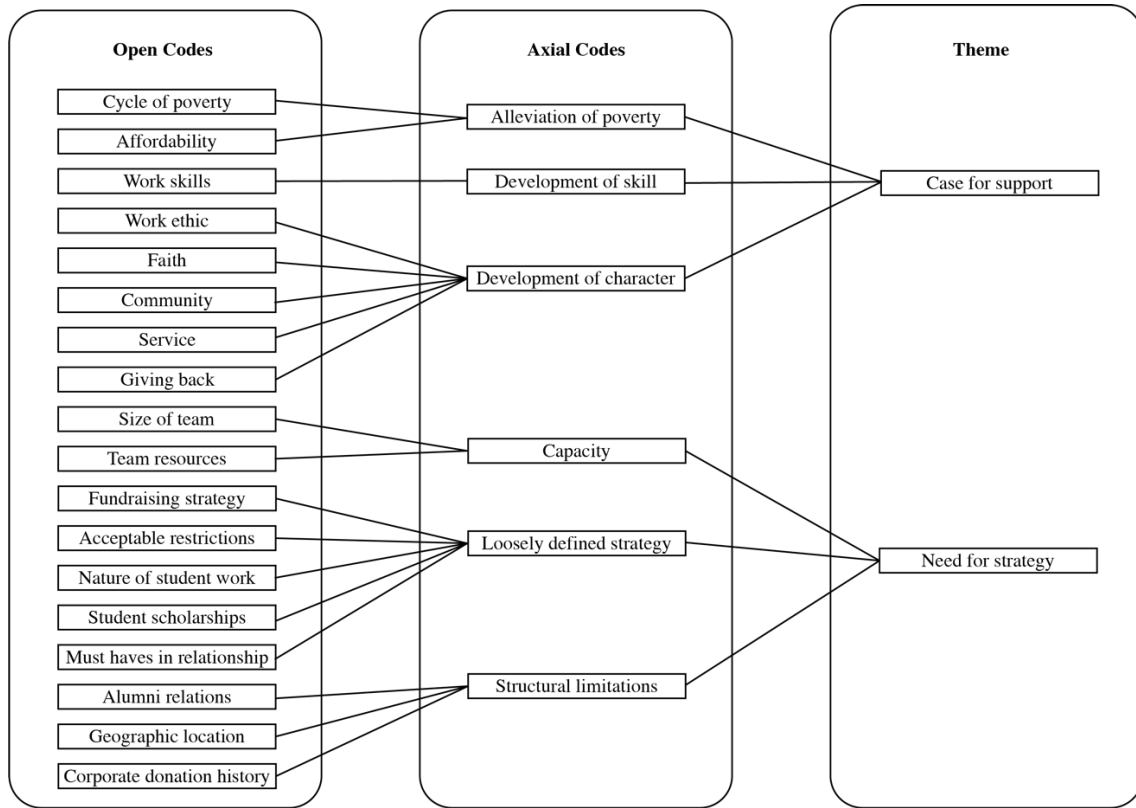 Open Codes
Cycle of poverty
Affordability
Work skills
Work ethic
Faith
Community
Service
Giving back
Size of team
Team resources
Fundraising strategy
Acceptable restrictions
Nature of student work
Student scholarships
Must haves in relationship
Alumni relations
Geographic location
Corporate donation history
Axial Codes
Alleviation of poverty
Development of skill
Development of character
Capacity
Loosely defined strategy
Structural limitations
Theme
Case for support
Need for strategy